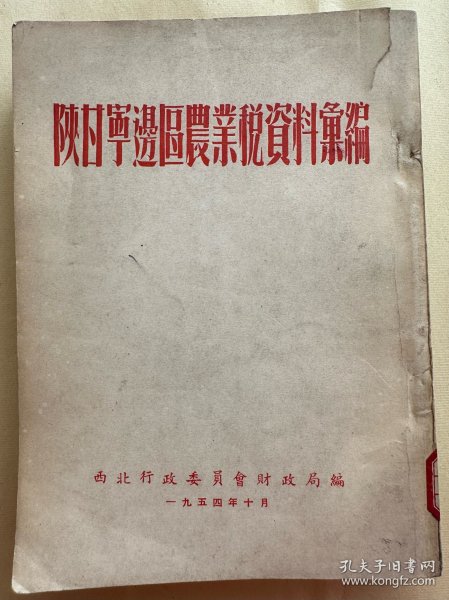 陝甘寧邊區農業税資料彙編
西北行政委員會財政局編
一九五四年十月
孔夫子旧书网
www.kongfz.com